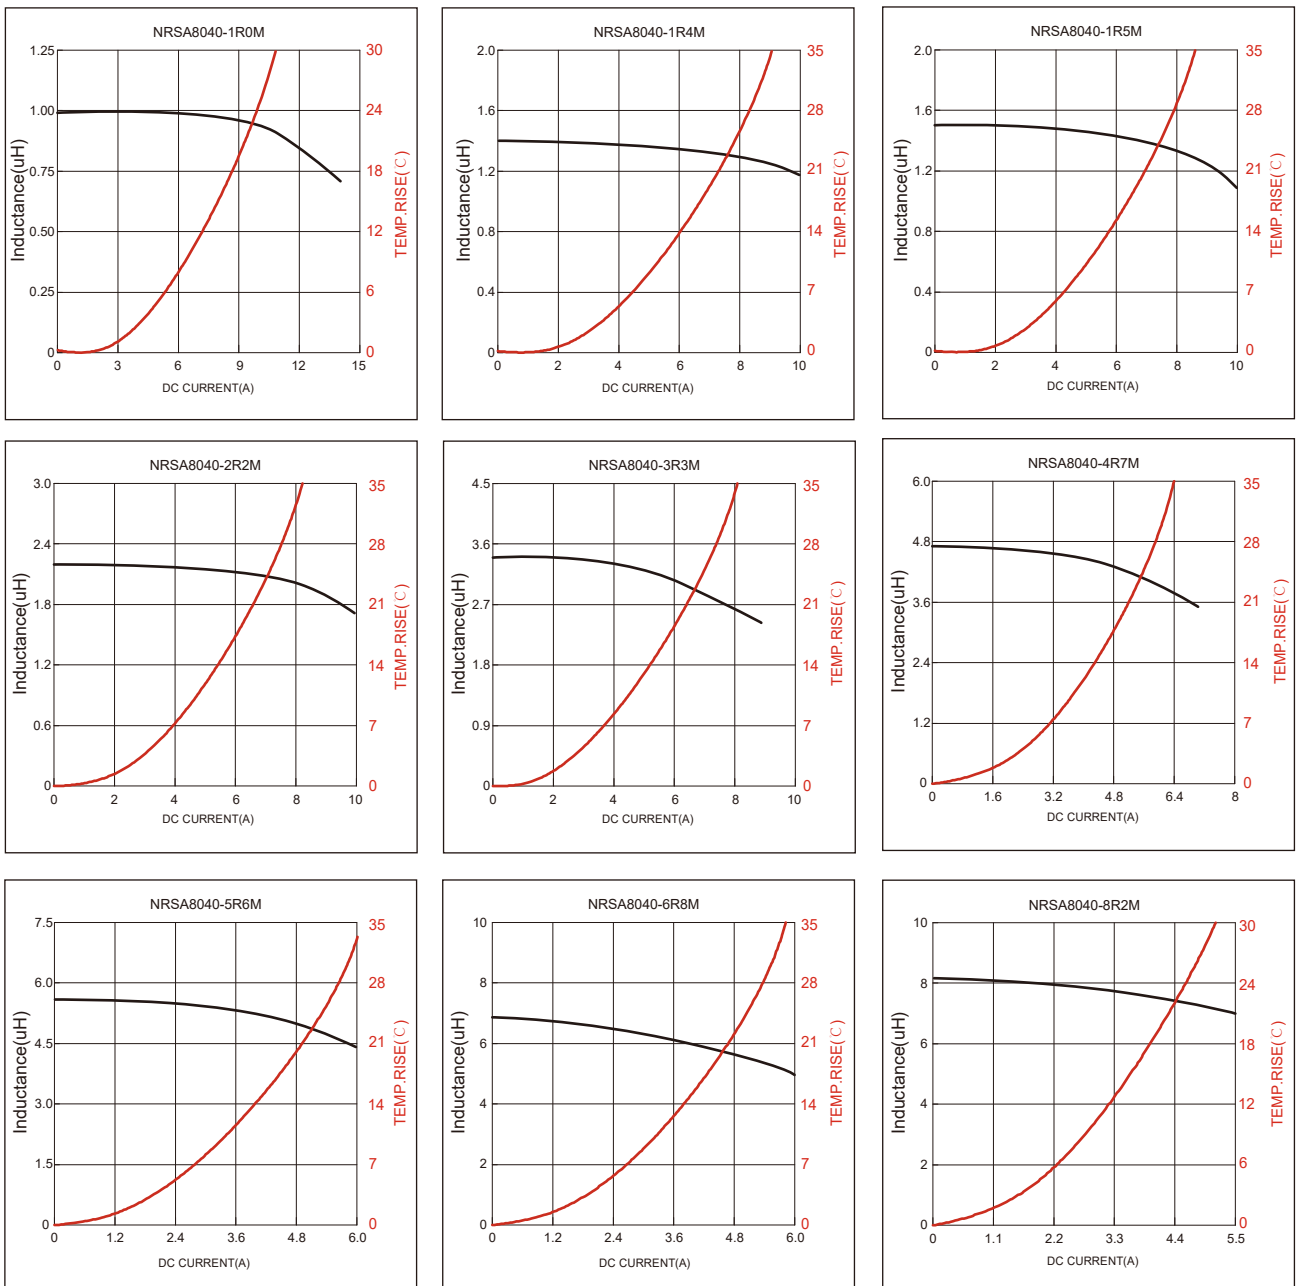 NRSA8040-1R0M
1.25
1.00
0.75
0.50
0.25
0
30
24
18
12
6
0
0 3 6 9 12 15
Inductance(uH)
TEMP.RISE(℃)
DC CURRENT(A)
NRSA8040-1R4M
2.0
1.6
1.2
0.8
0.4
0
35
28
21
14
7
0
0 2 4 6 8 10
Inductance(uH)
TEMP.RISE(℃)
DC CURRENT(A)
NRSA8040-1R5M
2.0
1.6
1.2
0.8
0.4
0
35
28
21
14
7
0
0 2 4 6 8 10
Inductance(uH)
TEMP.RISE(℃)
DC CURRENT(A)
NRSA8040-2R2M
3.0
2.4
1.8
1.2
0.6
0
35
28
21
14
7
0
0 2 4 6 8 10
Inductance(uH)
TEMP.RISE(℃)
DC CURRENT(A)
NRSA8040-3R3M
4.5
3.6
2.7
1.8
0.9
0
35
28
21
14
7
0
0 2 4 6 8 10
Inductance(uH)
TEMP.RISE(℃)
DC CURRENT(A)
NRSA8040-4R7M
6.0
4.8
3.6
2.4
1.2
0
35
28
21
14
7
0
0 1.6 3.2 4.8 6.4 8
Inductance(uH)
TEMP.RISE(℃)
DC CURRENT(A)
NRSA8040-5R6M
7.5
6.0
4.5
3.0
1.5
0
35
28
21
14
7
0
0 1.2 2.4 3.6 4.8 6.0
Inductance(uH)
TEMP.RISE(℃)
DC CURRENT(A)
NRSA8040-6R8M
10
8
6
4
2
0
35
28
21
14
7
0
0 1.2 2.4 3.6 4.8 6.0
Inductance(uH)
TEMP.RISE(℃)
DC CURRENT(A)
NRSA8040-8R2M
10
8
6
4
2
0
30
24
18
12
6
0
0 1.1 2.2 3.3 4.4 5.5
Inductance(uH)
TEMP.RISE(℃)
DC CURRENT(A)